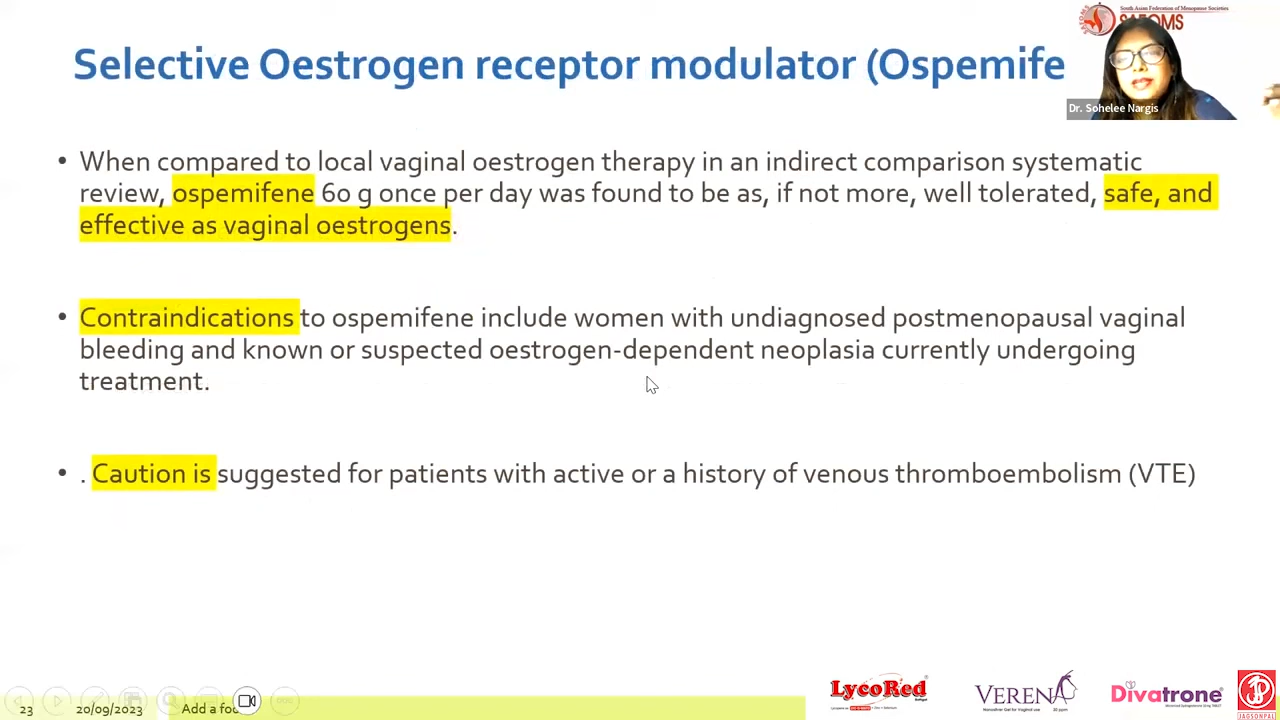 South Asian Federation of Menopause Societies
SAFOMS
Selective Oestrogen receptor modulator (Ospemife
Dr. Sohelee Nargis
• When compared to local vaginal oestrogen therapy in an indirect comparison systematic
review, ospemifene 60 g once per day was found to be as, if not more, well tolerated, safe, and
effective as vaginal oestrogens.
• Contraindications to ospemifene include women with undiagnosed postmenopausal vaginal
bleeding and known or suspected oestrogen-dependent neoplasia currently undergoing
treatment.
• . Caution is suggested for patients with active or a history of venous thromboembolism (VTE)
23
20/09/2023
Add a foo
LycoRed
VERENA
Divatrone
JAGSONPAL